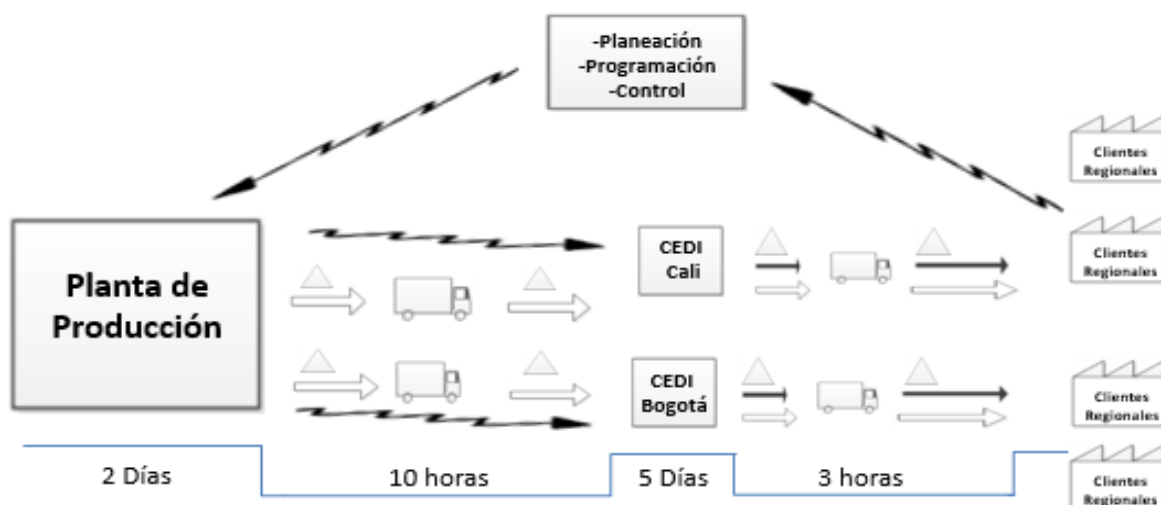 -Planeación
-Programación
-Control
Clientes
Regionales
Planta de
Producción
CEDI
Cali
Clientes
Regionales
CEDI
Bogotá
Clientes
Regionales
2 Días
10 horas
5 Días
3 horas
Clientes
Regionales